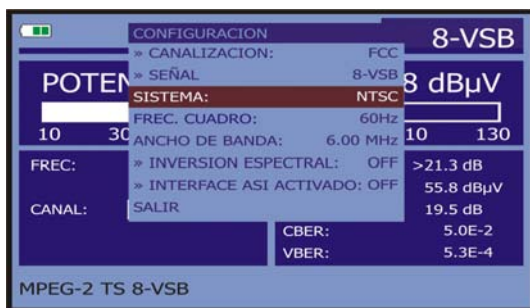 8-VSB
CONFIGURACION
» CANALIZACION: FCC
» SEÑAL 8-VSB
SISTEMA: NTSC
FREC. CUADRO: 60Hz
ANCHO DE BANDA: 6.00 MHz
» INVERSION ESPECTRAL: OFF
» INTERFACE ASI ACTIVADO: OFF
SALIR
POTEN 8 dBµV
10 30 10 130
FREC: >21.3 dB
55.8 dBµV
CANAL: 19.5 dB
CBER: 5.0E-2
VBER: 5.3E-4
MPEG-2 TS 8-VSB